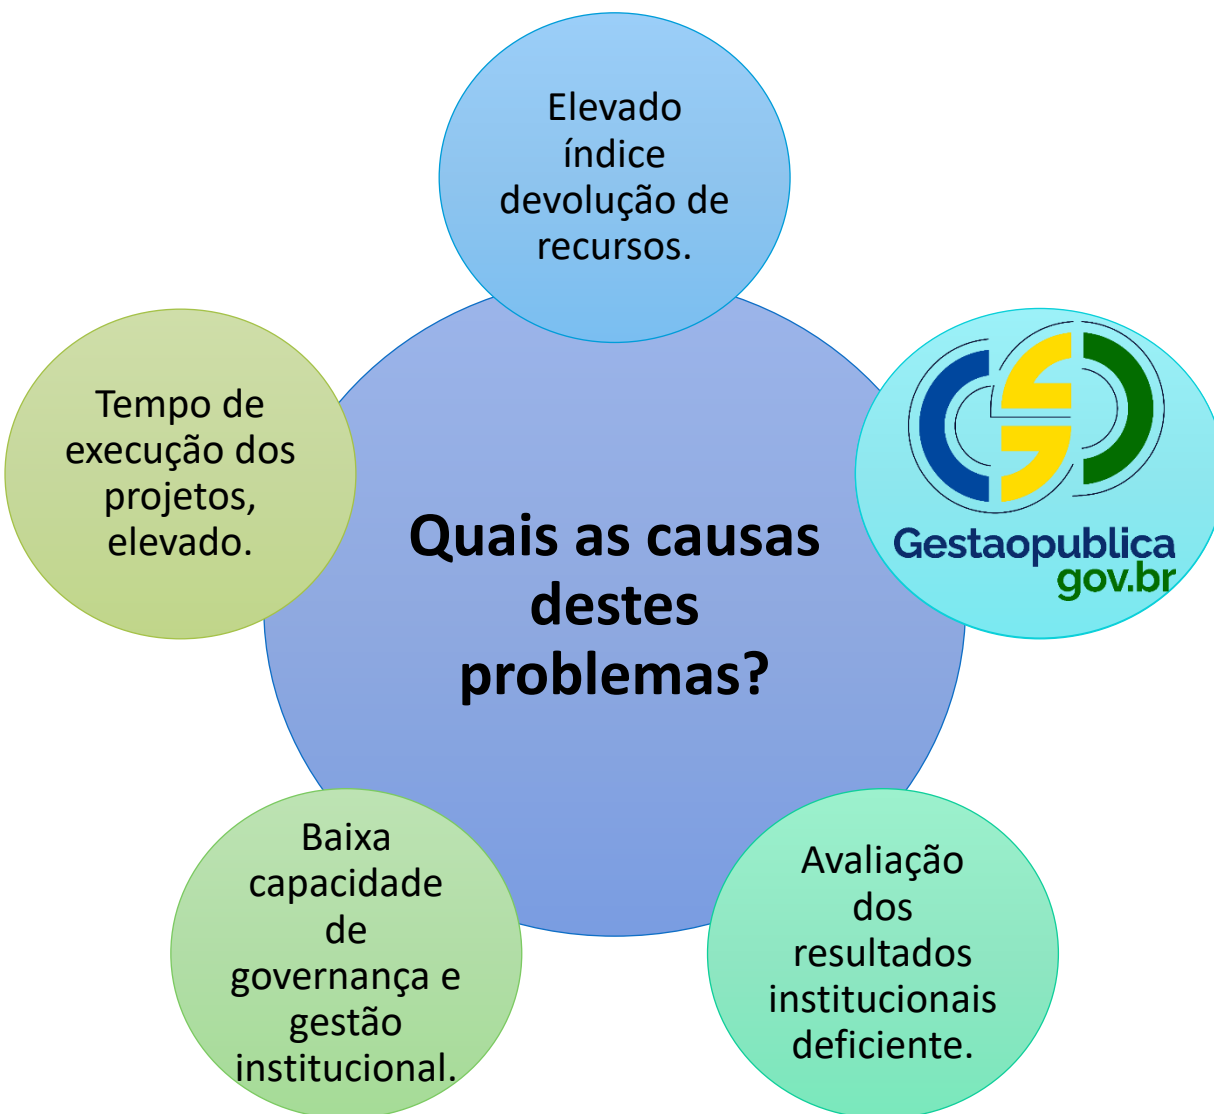 Elevado
índice
devolução de
recursos.
Gestaopublica
gov.br
Tempo de
execução dos
projetos,
elevado.
Quais as causas
destes
problemas?
Baixa
capacidade
de
governança e
gestão
institucional.
Avaliação
dos
resultados
institucionais
deficiente.